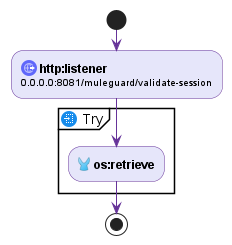 http:listener
0.0.0.0:8081/muleguard/validate-session
Try
os:retrieve